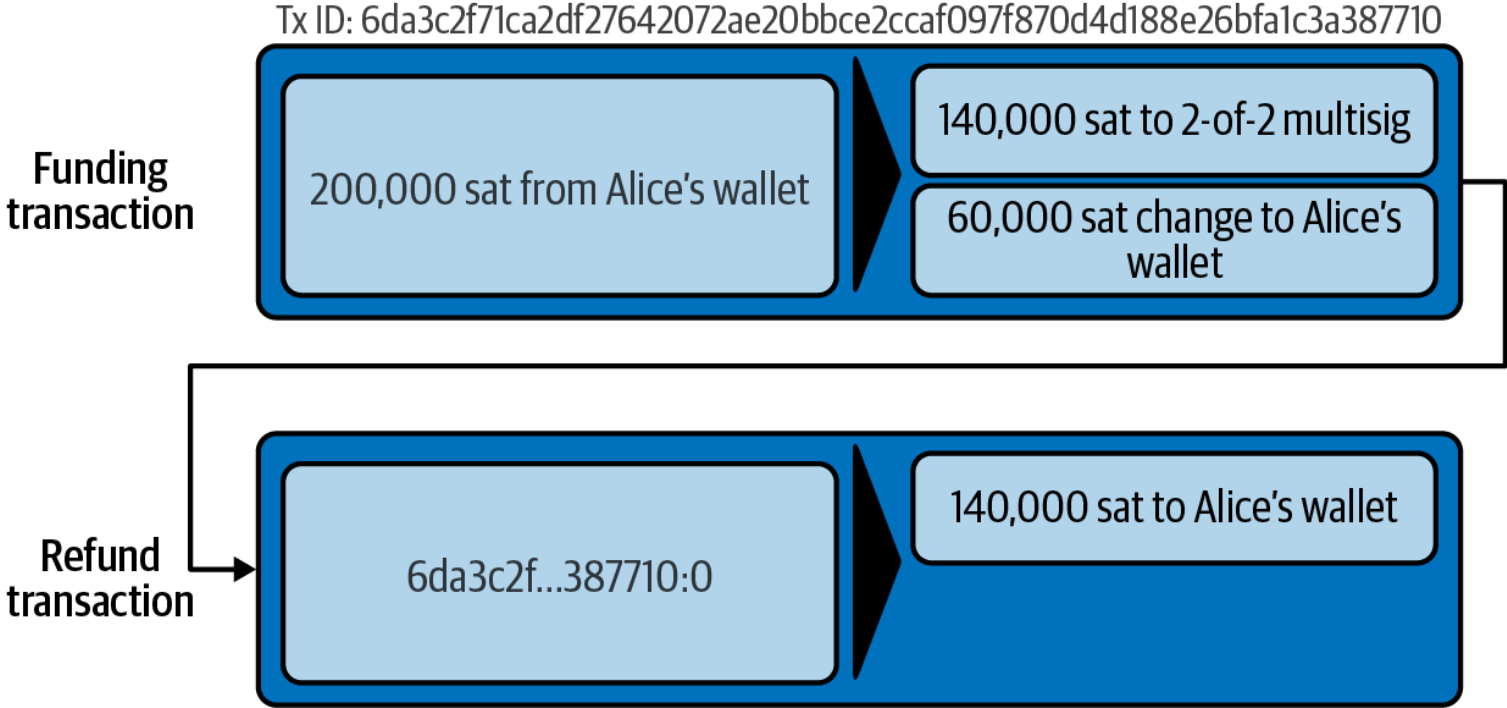 Tx ID: 6da3c2f71ca2df27642072ae20bbce2ccaf097f870d4d188e26bfa1c3a387710
Funding
transaction
200,000 sat from Alice’s wallet
140,000 sat to 2-of-2 multisig
60,000 sat change to Alice’s
wallet
Refund
transaction
6da3c2f...387710:0
140,000 sat to Alice’s wallet